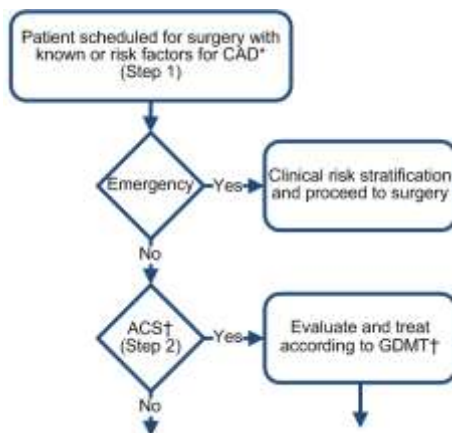 Patient scheduled for surgery with
known or risk factors for CAD*
(Step 1)
Emergency
Yes
Clinical risk stratification
and proceed to surgery
No
ACS†
(Step 2)
Yes
Evaluate and treat
according to GDMT†
No